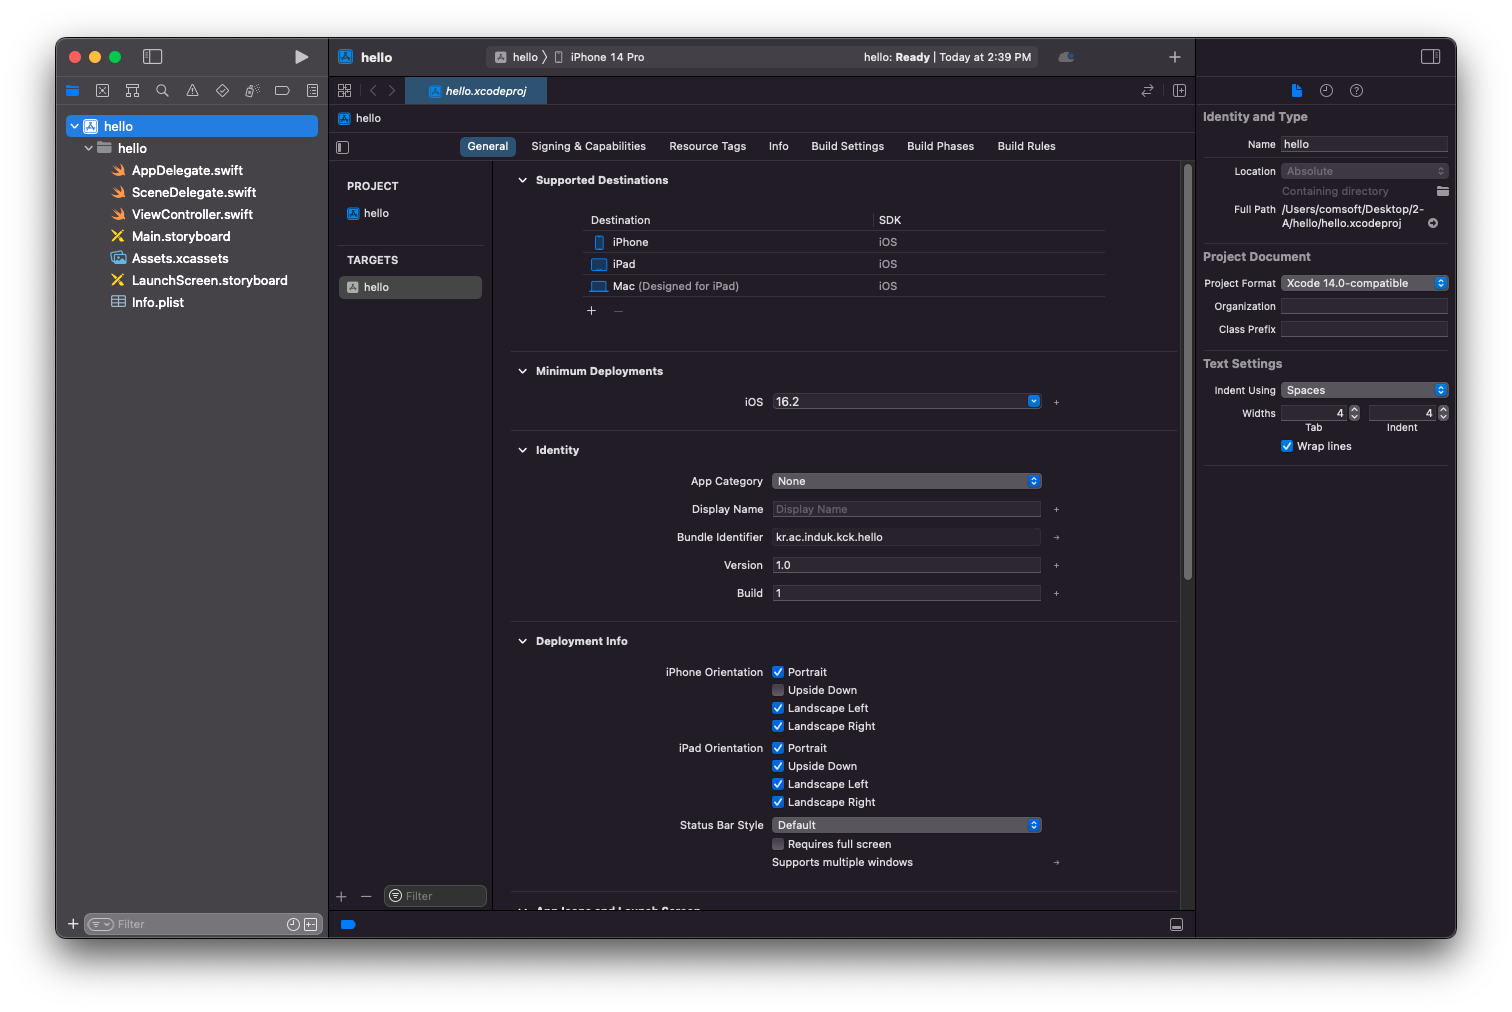 hello
hello
iPhone 14 Pro
hello: Ready | Today at 2:39 PM
hello.xcodeproj
hello
hello
AppDelegate.swift
SceneDelegate.swift
ViewController.swift
Main.storyboard
Assets.xcassets
LaunchScreen.storyboard
Info.plist
Filter
hello
General
Signing & Capabilities
Resource Tags
Info
Build Settings
Build Phases
Build Rules
PROJECT
hello
TARGETS
hello
Filter
Supported Destinations
Destination SDK
iPhone iOS
iPad iOS
Mac (Designed for iPad) iOS
Minimum Deployments
iOS 16.2
Identity
App Category None
Display Name Display Name
Bundle Identifier kr.ac.induk.kck.hello
Version 1.0
Build 1
Deployment Info
iPhone Orientation Portrait
Upside Down
Landscape Left
Landscape Right
iPad Orientation Portrait
Upside Down
Landscape Left
Landscape Right
Status Bar Style Default
Requires full screen
Supports multiple windows
App Icons and Launch Screen
Identity and Type
Name hello
Location Absolute
Containing directory
Full Path /Users/comsoft/Desktop/2-
A/hello/hello.xcodeproj
Project Document
Project Format Xcode 14.0-compatible
Organization
Class Prefix
Text Settings
Indent Using Spaces
Widths 4 4
Tab Indent
Wrap lines